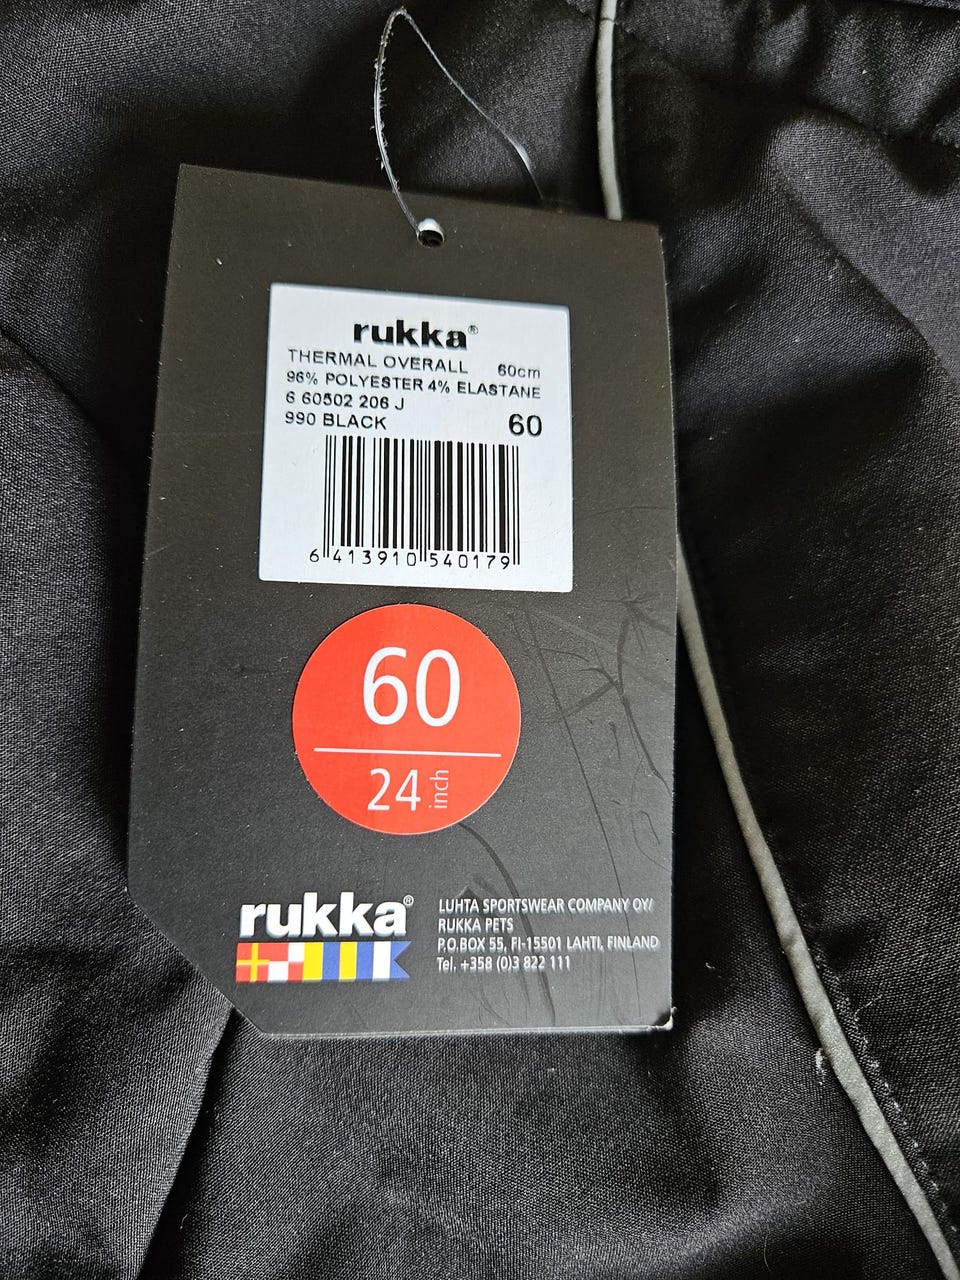 rukka®
THERMAL OVERALL 60cm
96% POLYESTER 4% ELASTANE
6 60502 206 J
990 BLACK 60
6 413910 540179
60
24 inch
rukka®
LUHTA SPORTSWEAR COMPANY OY/
RUKKA PETS
P.O.BOX 55, FI-15501 LAHTI, FINLAND
Tel. +358 (0)3 822 111